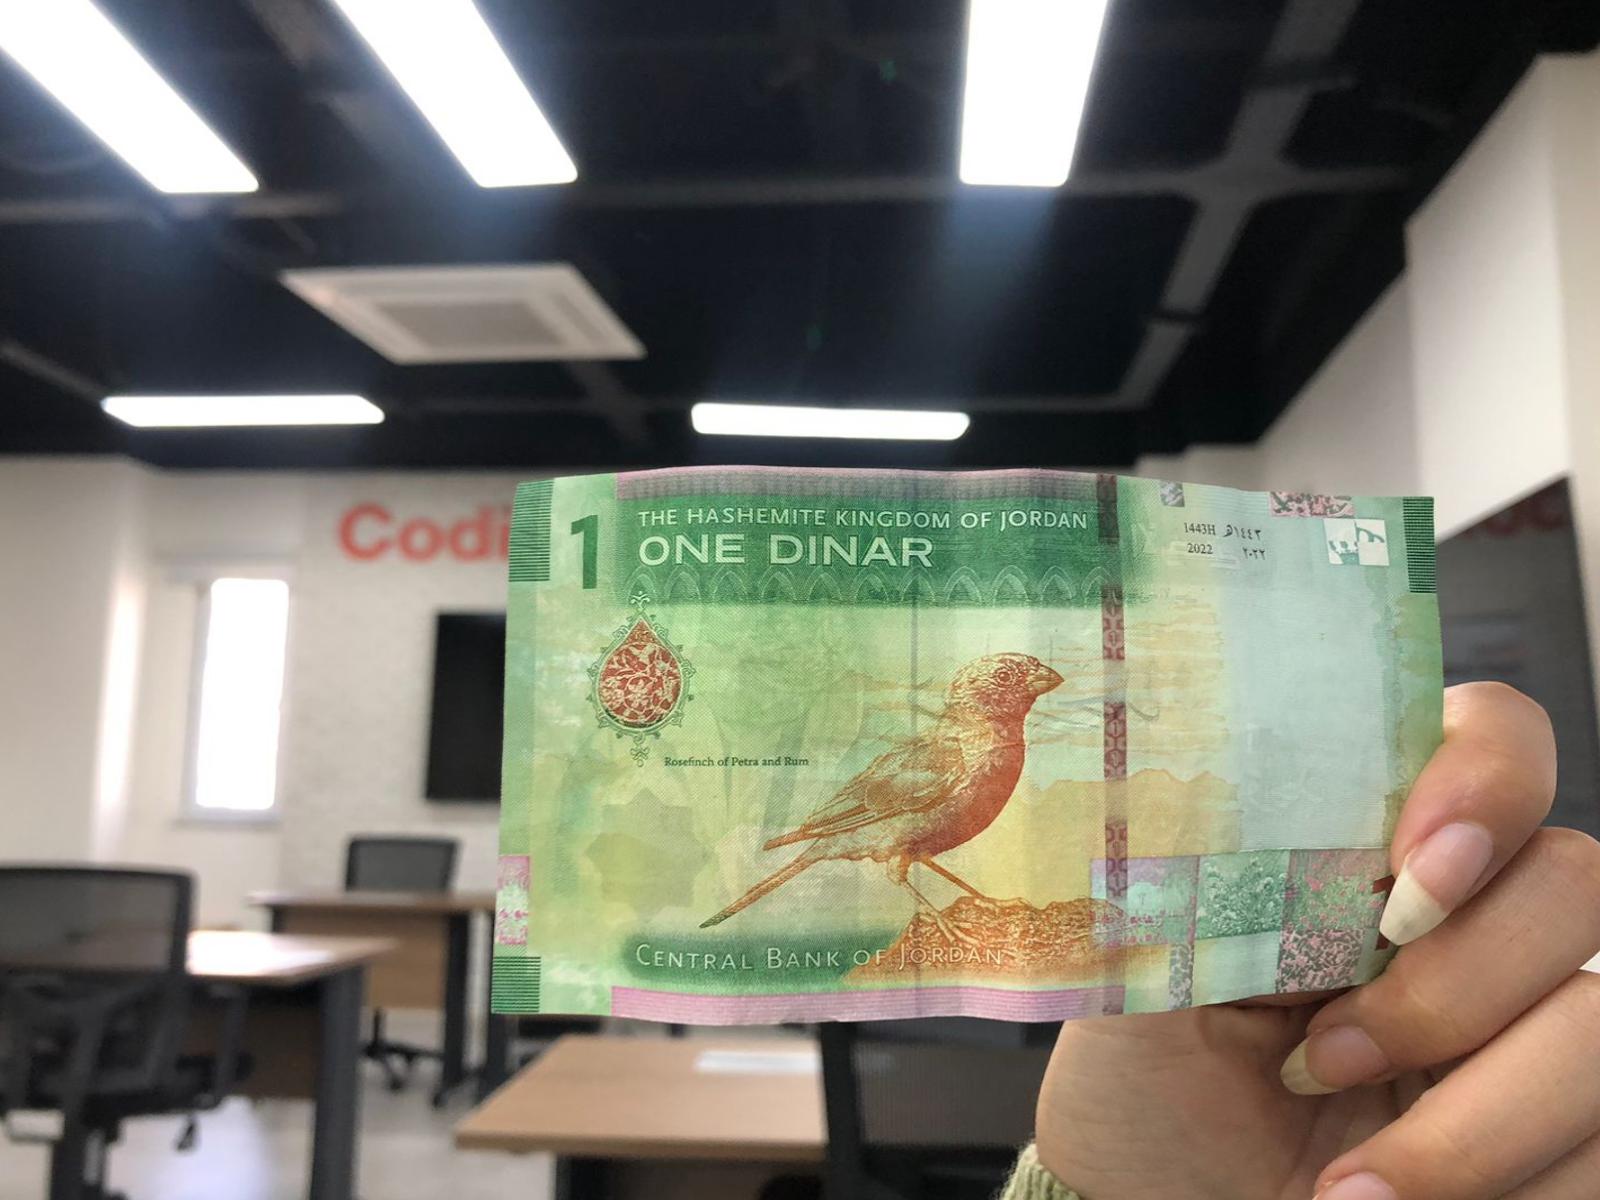 Codi
1
THE HASHEMITE KINGDOM OF JORDAN
ONE DINAR
1443H ١٤٤٣هـ
2022 ٢٠٢٢
Rosefinch of Petra and Rum
CENTRAL BANK OF JORDAN